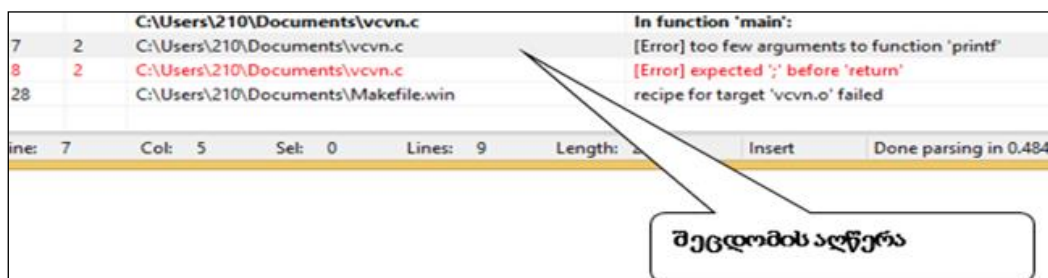 C:\Users\210\Documents\vcvn.c In function 'main':
7 2 C:\Users\210\Documents\vcvn.c [Error] too few arguments to function 'printf'
8 2 C:\Users\210\Documents\vcvn.c [Error] expected ';' before 'return'
28 C:\Users\210\Documents\Makefile.win recipe for target 'vcvn.o' failed
ine: 7 Col: 5 Sel: 0 Lines: 9 Length: Insert Done parsing in 0.484
შეცდომის აღწერა